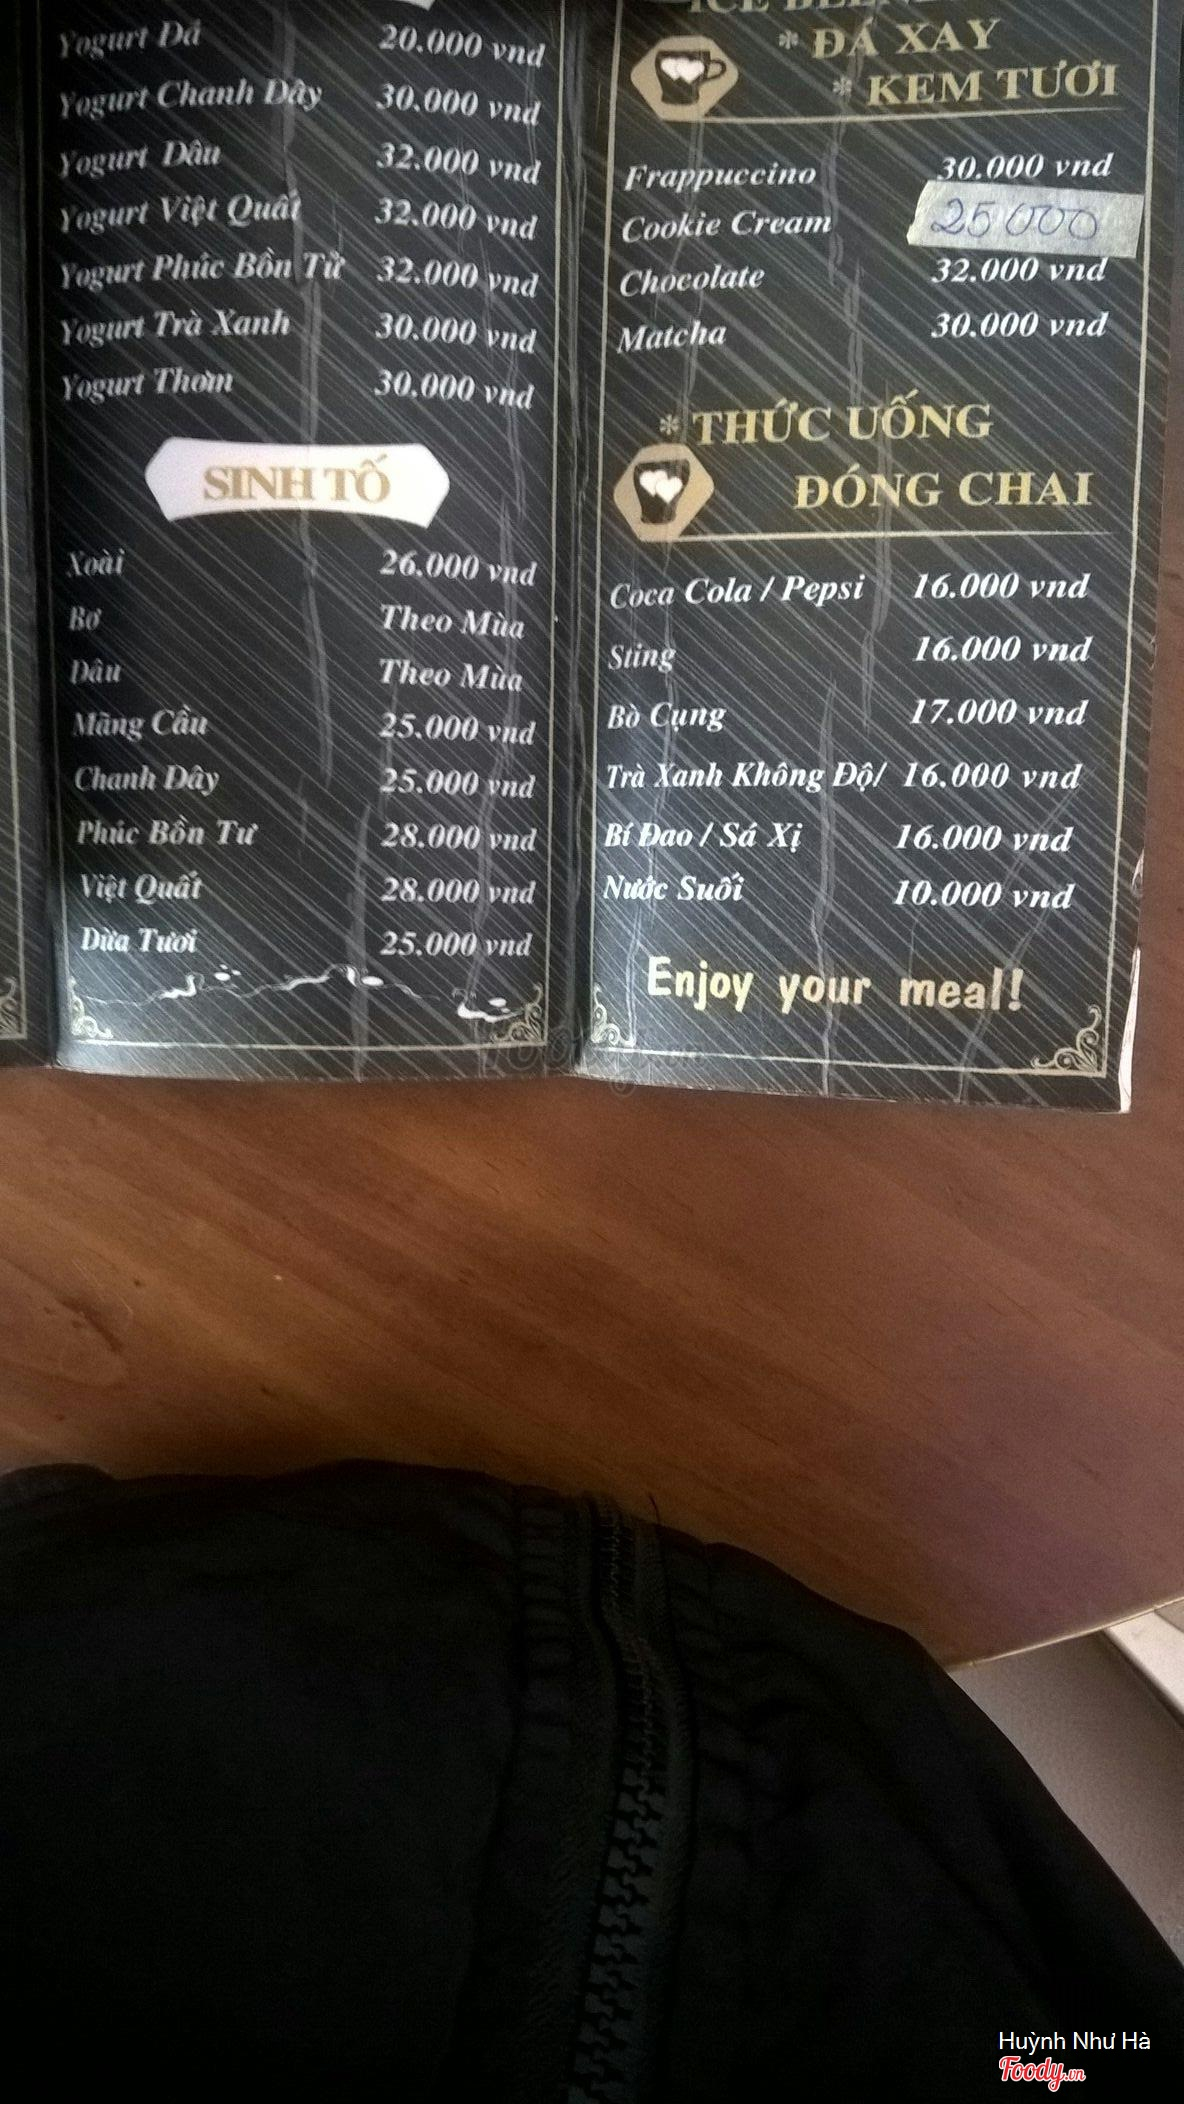 Yogurt Đá 20.000 vnd
Yogurt Chanh Dây 30.000 vnd
Yogurt Dâu 32.000 vnd
Yogurt Việt Quất 32.000 vnd
Yogurt Phúc Bồn Tử 32.000 vnd
Yogurt Trà Xanh 30.000 vnd
Yogurt Thơm 30.000 vnd
SINH TỐ
Xoài 26.000 vnd
Bơ Theo Mùa
Dâu Theo Mùa
Mãng Cầu 25.000 vnd
Chanh Dây 25.000 vnd
Phúc Bồn Tư 28.000 vnd
Việt Quất 28.000 vnd
Dừa Tươi 25.000 vnd
ICE
* ĐÁ XAY
* KEM TƯƠI
Frappuccino 30.000 vnd
Cookie Cream 25000
Chocolate 32.000 vnd
Matcha 30.000 vnd
* THỨC UỐNG
ĐÓNG CHAI
Coca Cola / Pepsi 16.000 vnd
Sting 16.000 vnd
Bò Cụng 17.000 vnd
Trà Xanh Không Độ/ 16.000 vnd
Bí Đao / Sá Xị 16.000 vnd
Nước Suối 10.000 vnd
Enjoy your meal!
Huỳnh Như Hà
Foody.vn